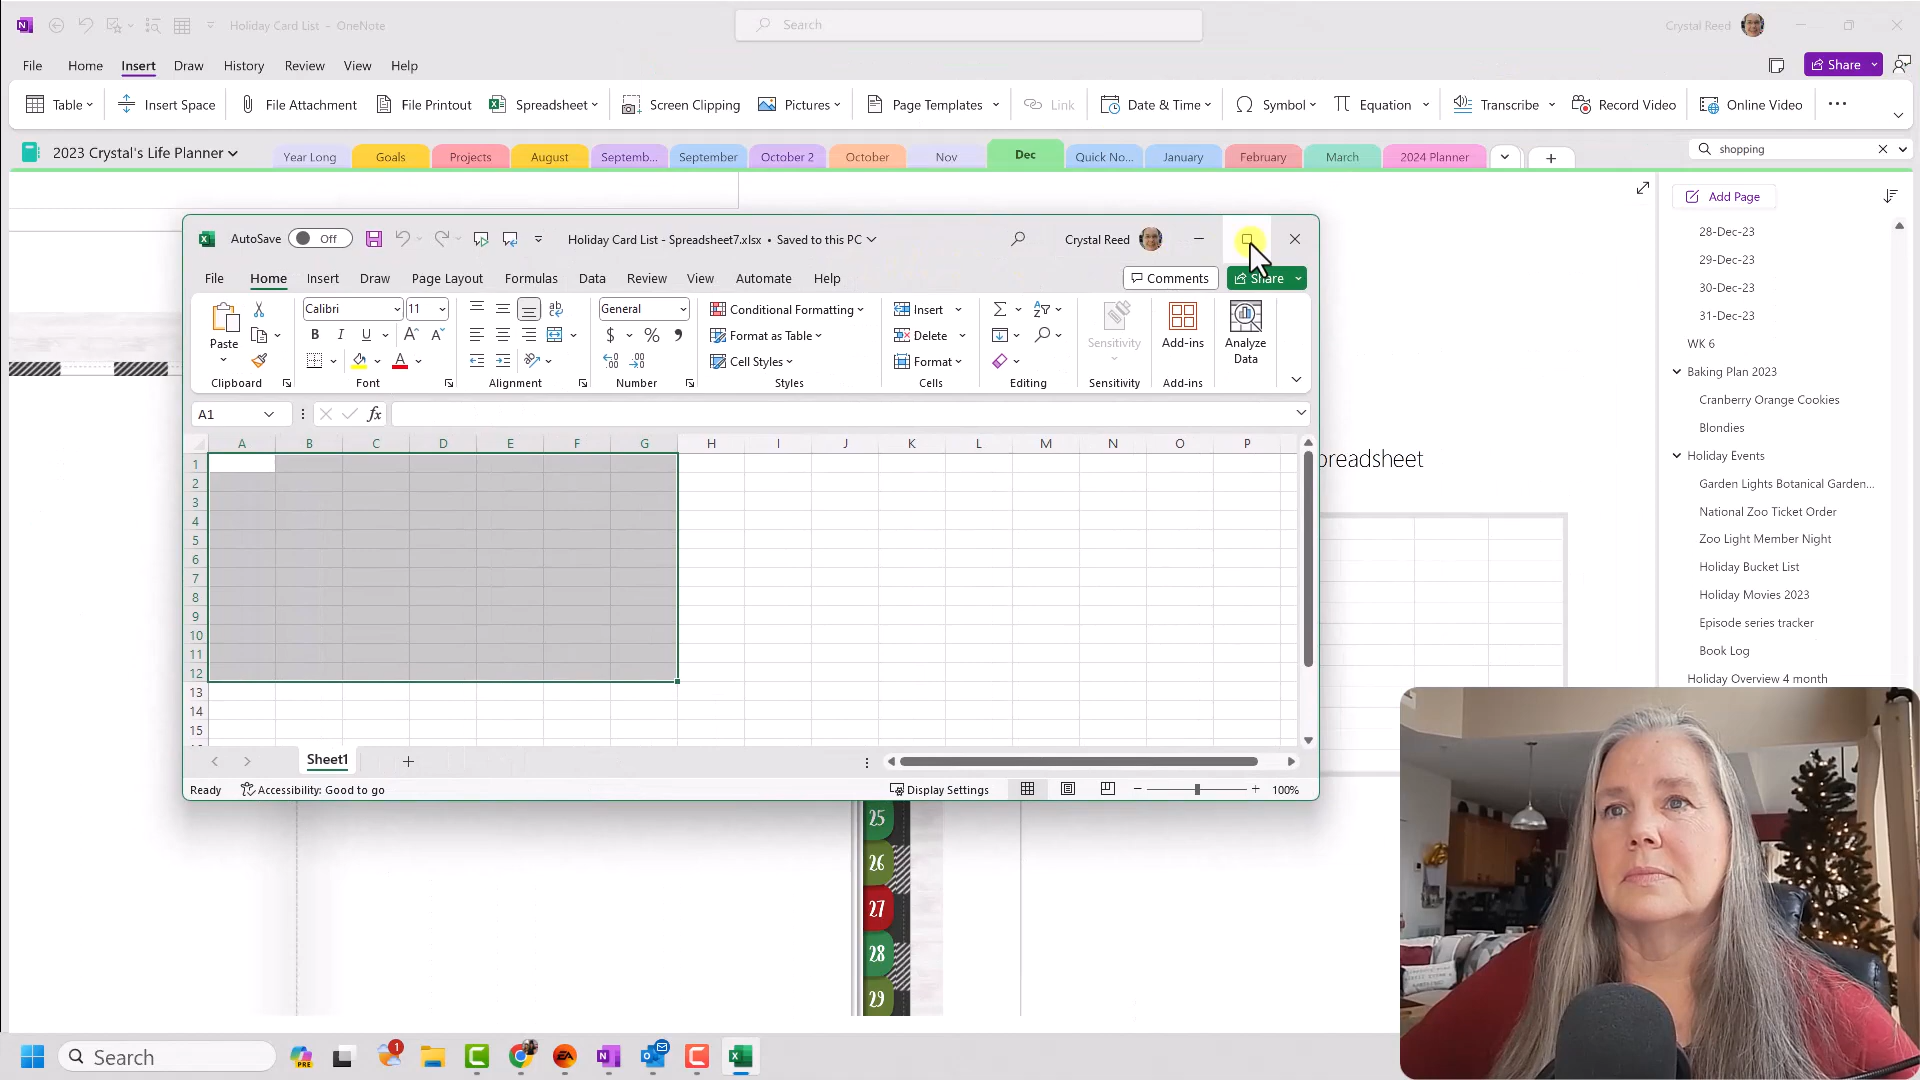 Holiday Card List - OneNote
Search
Crystal Reed
File Home Insert Draw History Review View Help
Share
Table Insert Space File Attachment File Printout Spreadsheet Screen Clipping Pictures Page Templates Link Date & Time Symbol Equation Transcribe Record Video Online Video
2023 Crystal's Life Planner Year Long Goals Projects August Septemb... September October 2 October Nov Dec Quick No... January February March 2024 Planner
shopping
Add Page
28-Dec-23
29-Dec-23
30-Dec-23
31-Dec-23
WK 6
Baking Plan 2023
Cranberry Orange Cookies
Blondies
Holiday Events
Garden Lights Botanical Garden...
National Zoo Ticket Order
Zoo Light Member Night
Holiday Bucket List
Holiday Movies 2023
Episode series tracker
Book Log
Holiday Overview 4 month
AutoSave Off Holiday Card List - Spreadsheet7.xlsx • Saved to this PC Crystal Reed
File Home Insert Draw Page Layout Formulas Data Review View Automate Help Comments Share
Paste
Clipboard
Calibri 11
B I U
Font
Alignment
General
$ % 
Number
Conditional Formatting
Format as Table
Cell Styles
Styles
Insert
Delete
Format
Cells
Editing
Sensitivity
Sensitivity
Add-ins
Add-ins
Analyze
Data
A1 fx
A B C D E F G H I J K L M N O P
1
2
3
4
5
6
7
8
9
10
11
12
13
14
15
preadsheet
Sheet1
Ready Accessibility: Good to go Display Settings 100%
25
26
27
28
29
Search
PRE
1